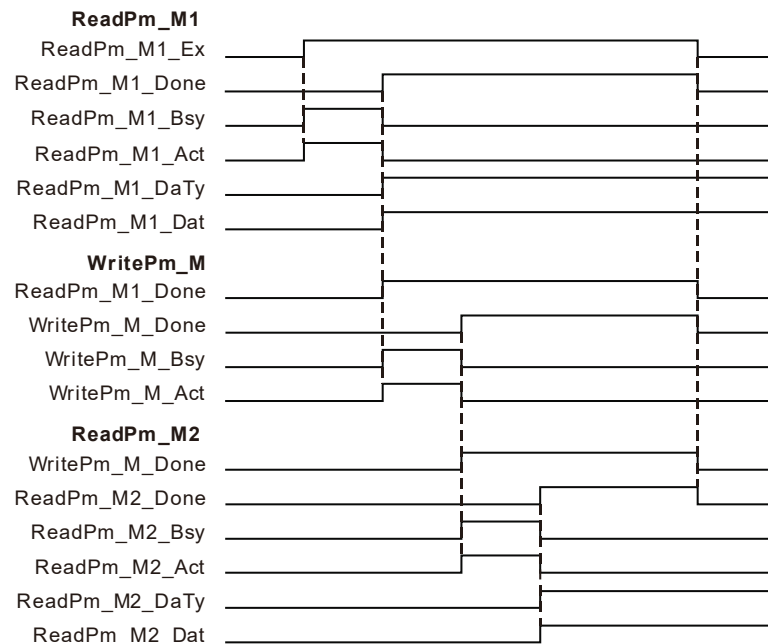 ReadPm_M1
ReadPm_M1_Ex
ReadPm_M1_Done
ReadPm_M1_Bsy
ReadPm_M1_Act
ReadPm_M1_DaTy
ReadPm_M1_Dat
WritePm_M
ReadPm_M1_Done
WritePm_M_Done
WritePm_M_Bsy
WritePm_M_Act
ReadPm_M2
WritePm_M_Done
ReadPm_M2_Done
ReadPm_M2_Bsy
ReadPm_M2_Act
ReadPm_M2_DaTy
ReadPm_M2_Dat